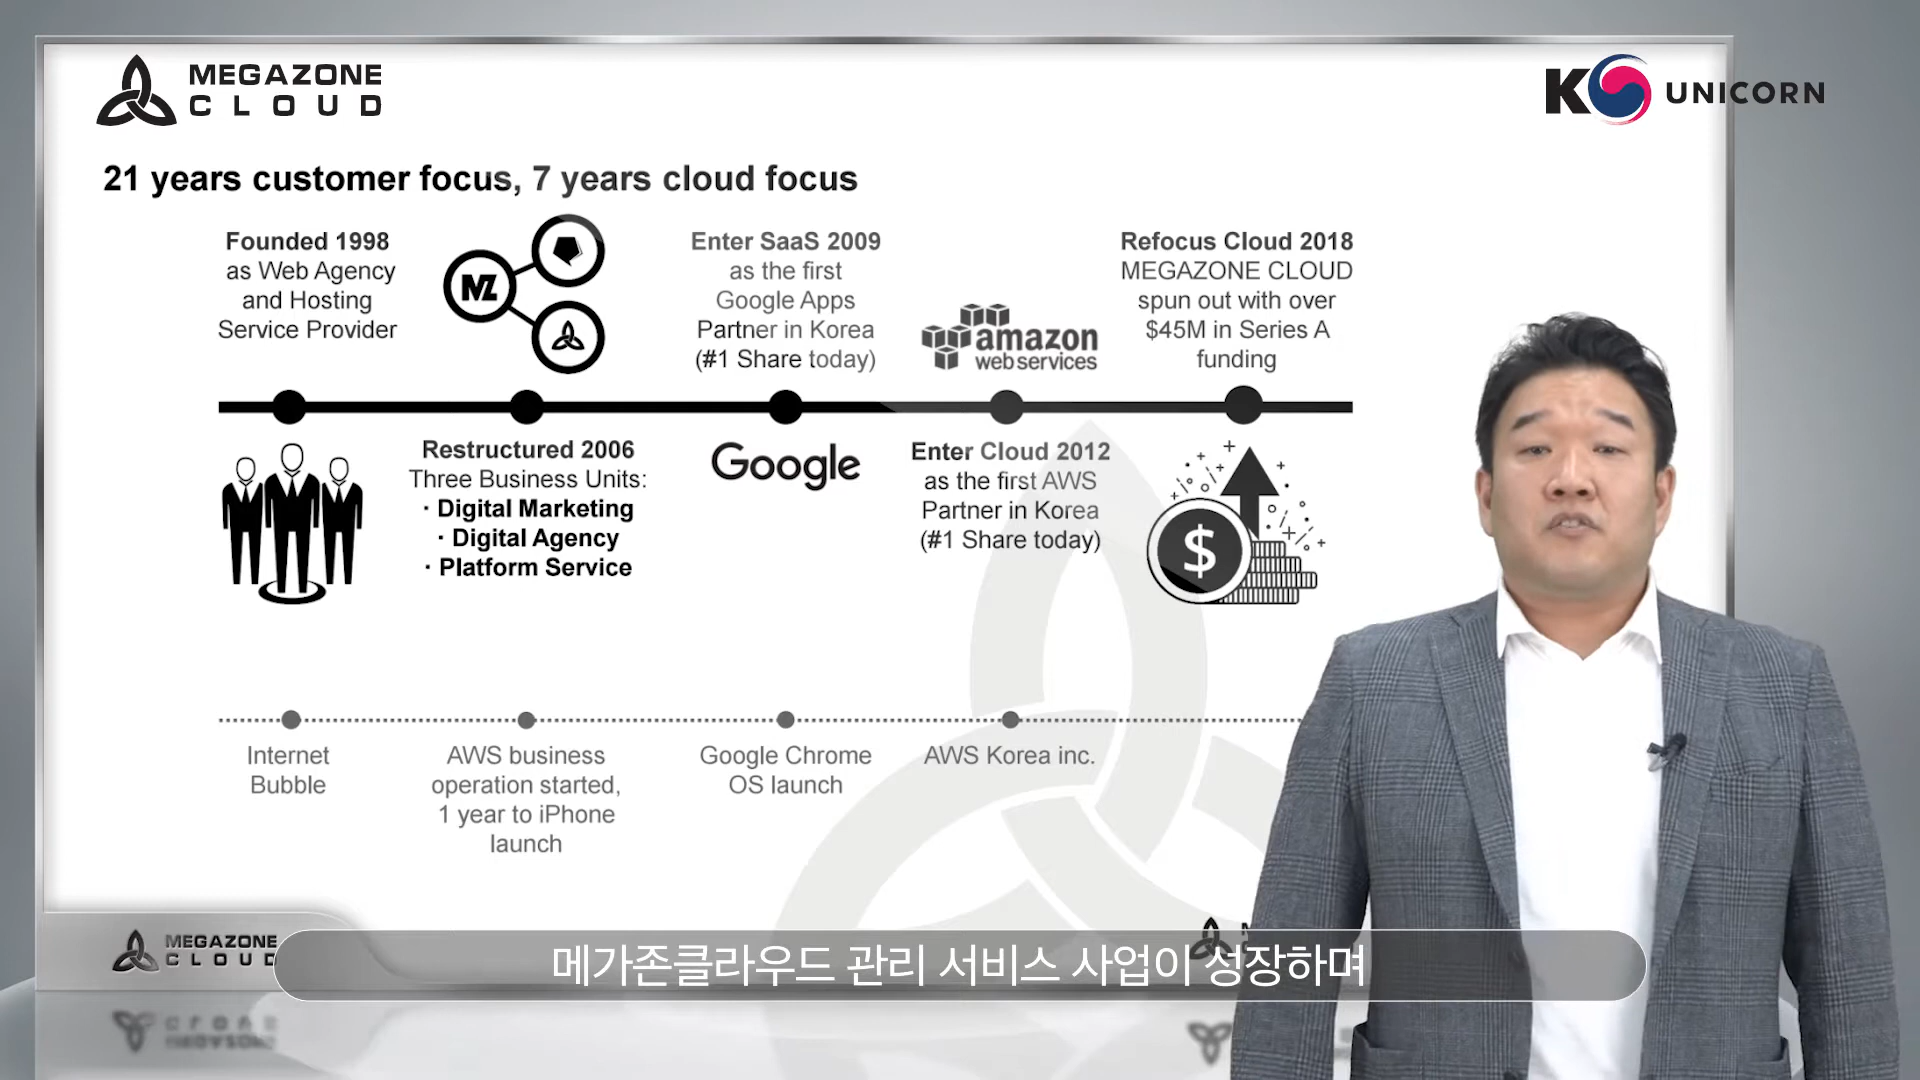 MEGAZONE
CLOUD
K UNICORN
21 years customer focus, 7 years cloud focus
Founded 1998
as Web Agency
and Hosting
Service Provider
MZ
Enter SaaS 2009
as the first
Google Apps
Partner in Korea
(#1 Share today)
amazon
web services
Refocus Cloud 2018
MEGAZONE CLOUD
spun out with over
$45M in Series A
funding
Restructured 2006
Three Business Units:
· Digital Marketing
· Digital Agency
· Platform Service
Google
Enter Cloud 2012
as the first AWS
Partner in Korea
(#1 Share today)
$
Internet
Bubble
AWS business
operation started,
1 year to iPhone
launch
Google Chrome
OS launch
AWS Korea inc.
MEGAZONE
CLOUD
메가존클라우드 관리 서비스 사업이 성장하며